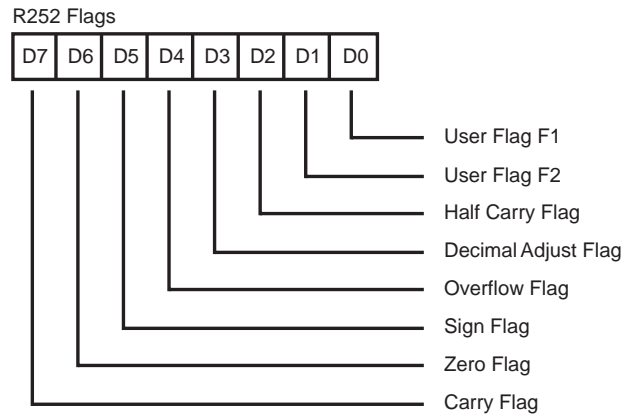 R252 Flags
D7 D6 D5 D4 D3 D2 D1 D0
User Flag F1
User Flag F2
Half Carry Flag
Decimal Adjust Flag
Overflow Flag
Sign Flag
Zero Flag
Carry Flag